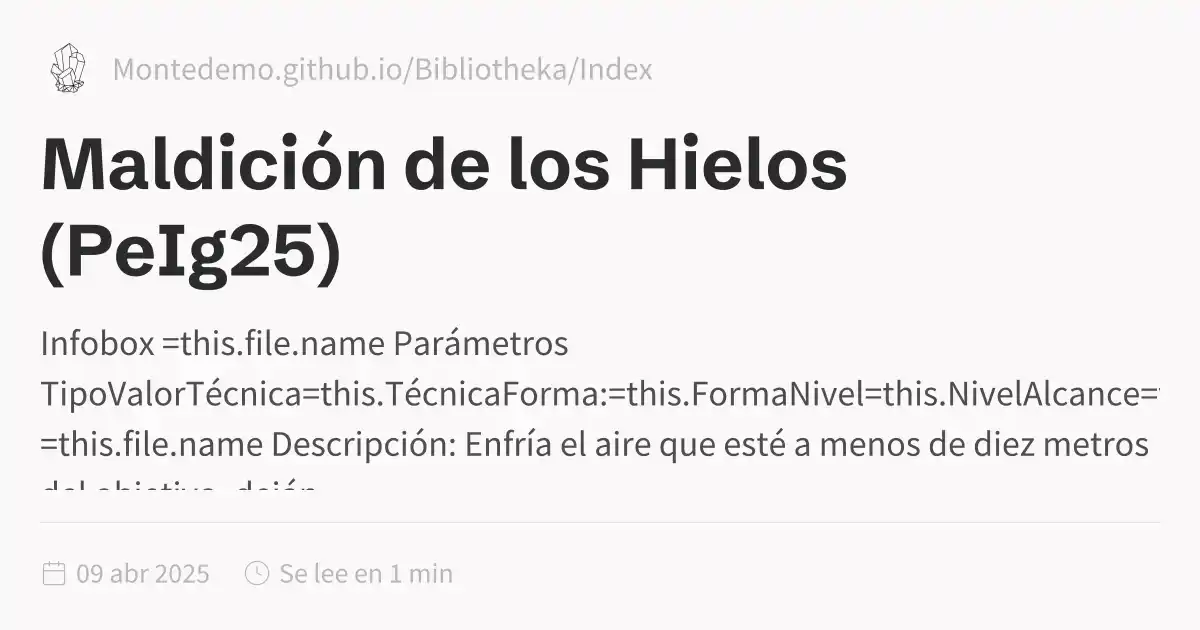 Montedemo.github.io/Bibliotheka/Index
Maldición de los Hielos
(PeIg25)
Infobox =this.file.name Parámetros
TipoValorTécnica=this.TécnicaForma:=this.FormaNivel=this.NivelAlcance=
=this.file.name Descripción: Enfría el aire que esté a menos de diez metros
09 abr 2025
Se lee en 1 min